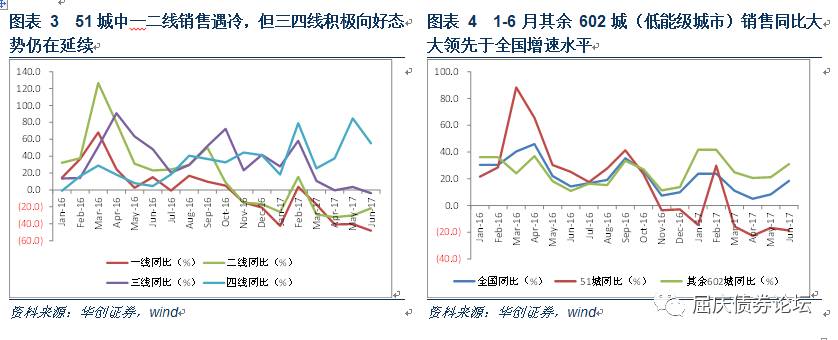 图表 3 51 城中一二线销售遇冷，但三四线积极向好态
势仍在延续
140.0
120.0
100.0
80.0
60.0
40.0
20.0
0.0
(20.0)
(40.0)
(60.0)
Jan-16
Feb-16
Mar-16
Apr-16
May-16
Jun-16
Jul-16
Aug-16
Sep-16
Oct-16
Nov-16
Dec-16
Jan-17
Feb-17
Mar-17
Apr-17
May-17
Jun-17
一线同比（%）
二线同比（%）
三线同比（%）
四线同比（%）
资料来源：华创证券，wind
图表 4 1-6 月其余 602 城（低能级城市）销售同比大
大领先于全国增速水平
100.0
80.0
60.0
40.0
20.0
0.0
(20.0)
(40.0)
Jan-16
Feb-16
Mar-16
Apr-16
May-16
Jun-16
Jul-16
Aug-16
Sep-16
Oct-16
Nov-16
Dec-16
Jan-17
Feb-17
Mar-17
Apr-17
May-17
Jun-17
全国同比（%）
51城同比（%）
其余602城同比（%）
资料来源：华创证券，wind
屈庆债券论坛